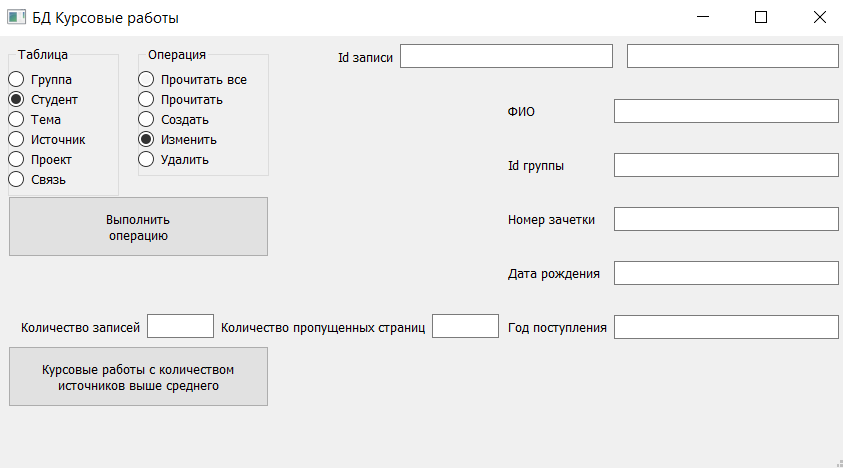 БД Курсовые работы
Таблица
Группа
Студент
Тема
Источник
Проект
Связь
Операция
Прочитать все
Прочитать
Создать
Изменить
Удалить
Id записи
ФИО
Id группы
Номер зачетки
Дата рождения
Год поступления
Выполнить
операцию
Количество записей
Количество пропущенных страниц
Курсовые работы с количеством
источников выше среднего